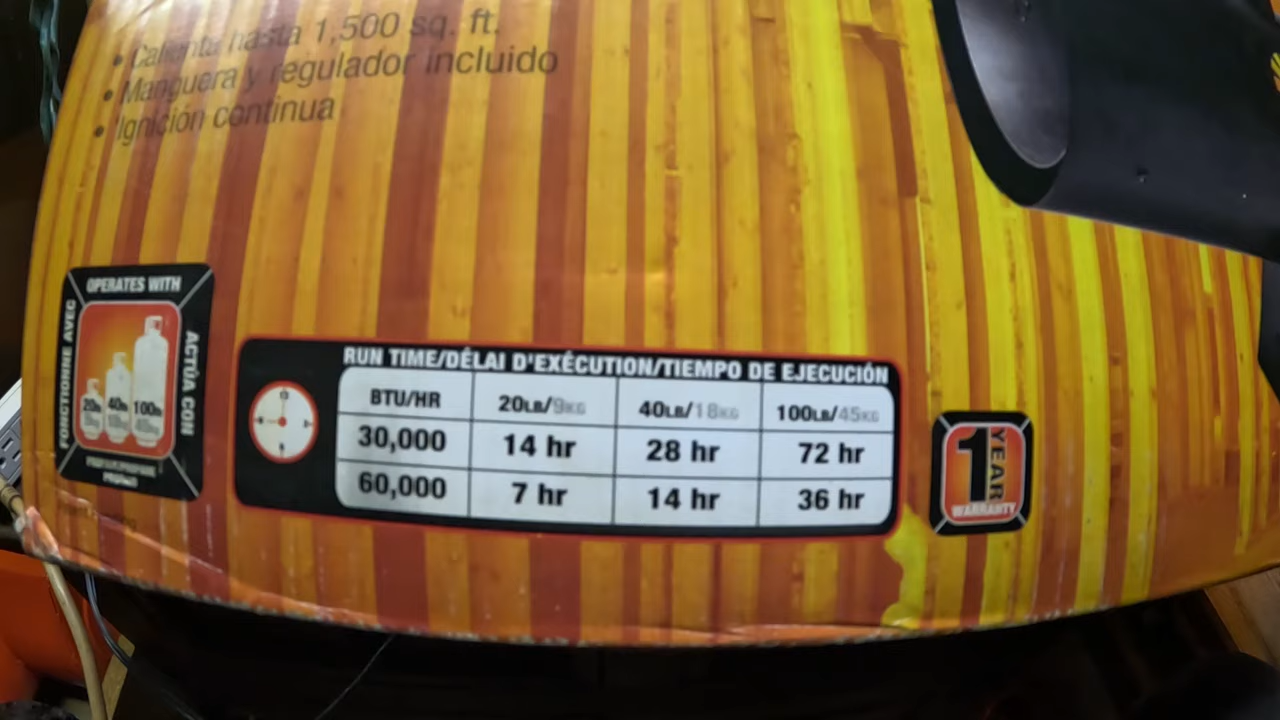 • Calienta hasta 1,500 sq. ft.
• Manguera y regulador incluido
• Ignición continua
OPERATES WITH
FONCTIONNE AVEC
ACTÚA CON
20lb 40lb 100lb
RUN TIME/DÉLAI D'EXÉCUTION/TIEMPO DE EJECUCIÓN
BTU/HR 20LB/9KG 40LB/18KG 100LB/45KG
30,000 14 hr 28 hr 72 hr
60,000 7 hr 14 hr 36 hr
1 YEAR
WARRANTY